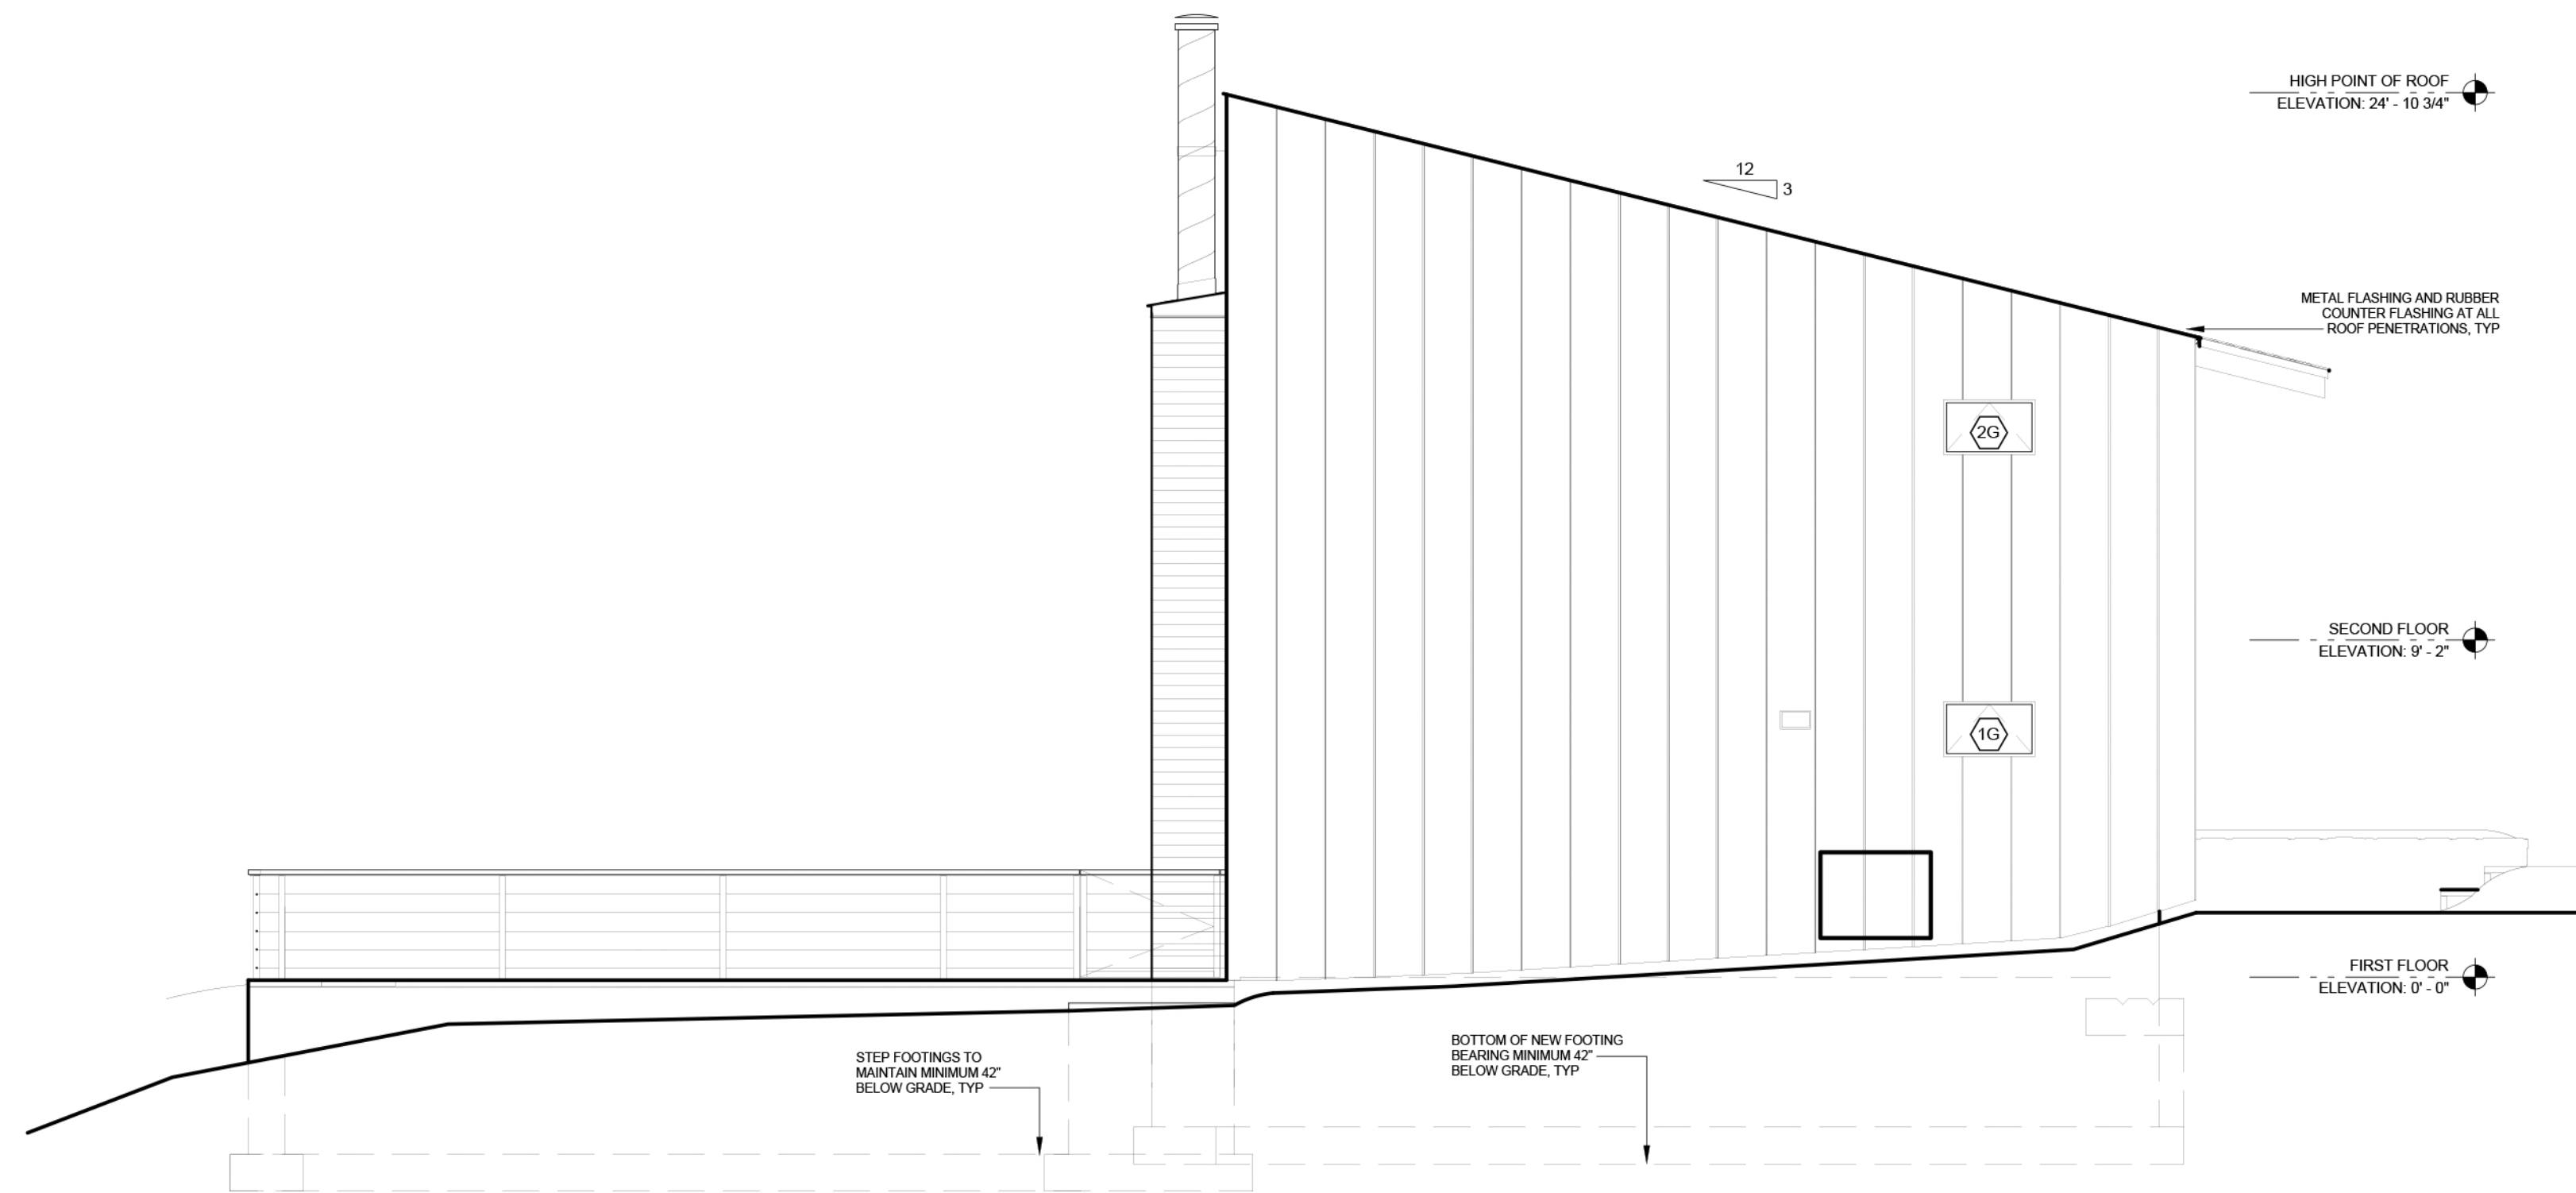 HIGH POINT OF ROOF
ELEVATION: 24' - 10 3/4"
12
3
METAL FLASHING AND RUBBER
COUNTER FLASHING AT ALL
ROOF PENETRATIONS, TYP
2G
SECOND FLOOR
ELEVATION: 9' - 2"
1G
FIRST FLOOR
ELEVATION: 0' - 0"
STEP FOOTINGS TO
MAINTAIN MINIMUM 42"
BELOW GRADE, TYP
BOTTOM OF NEW FOOTING
BEARING MINIMUM 42"
BELOW GRADE, TYP